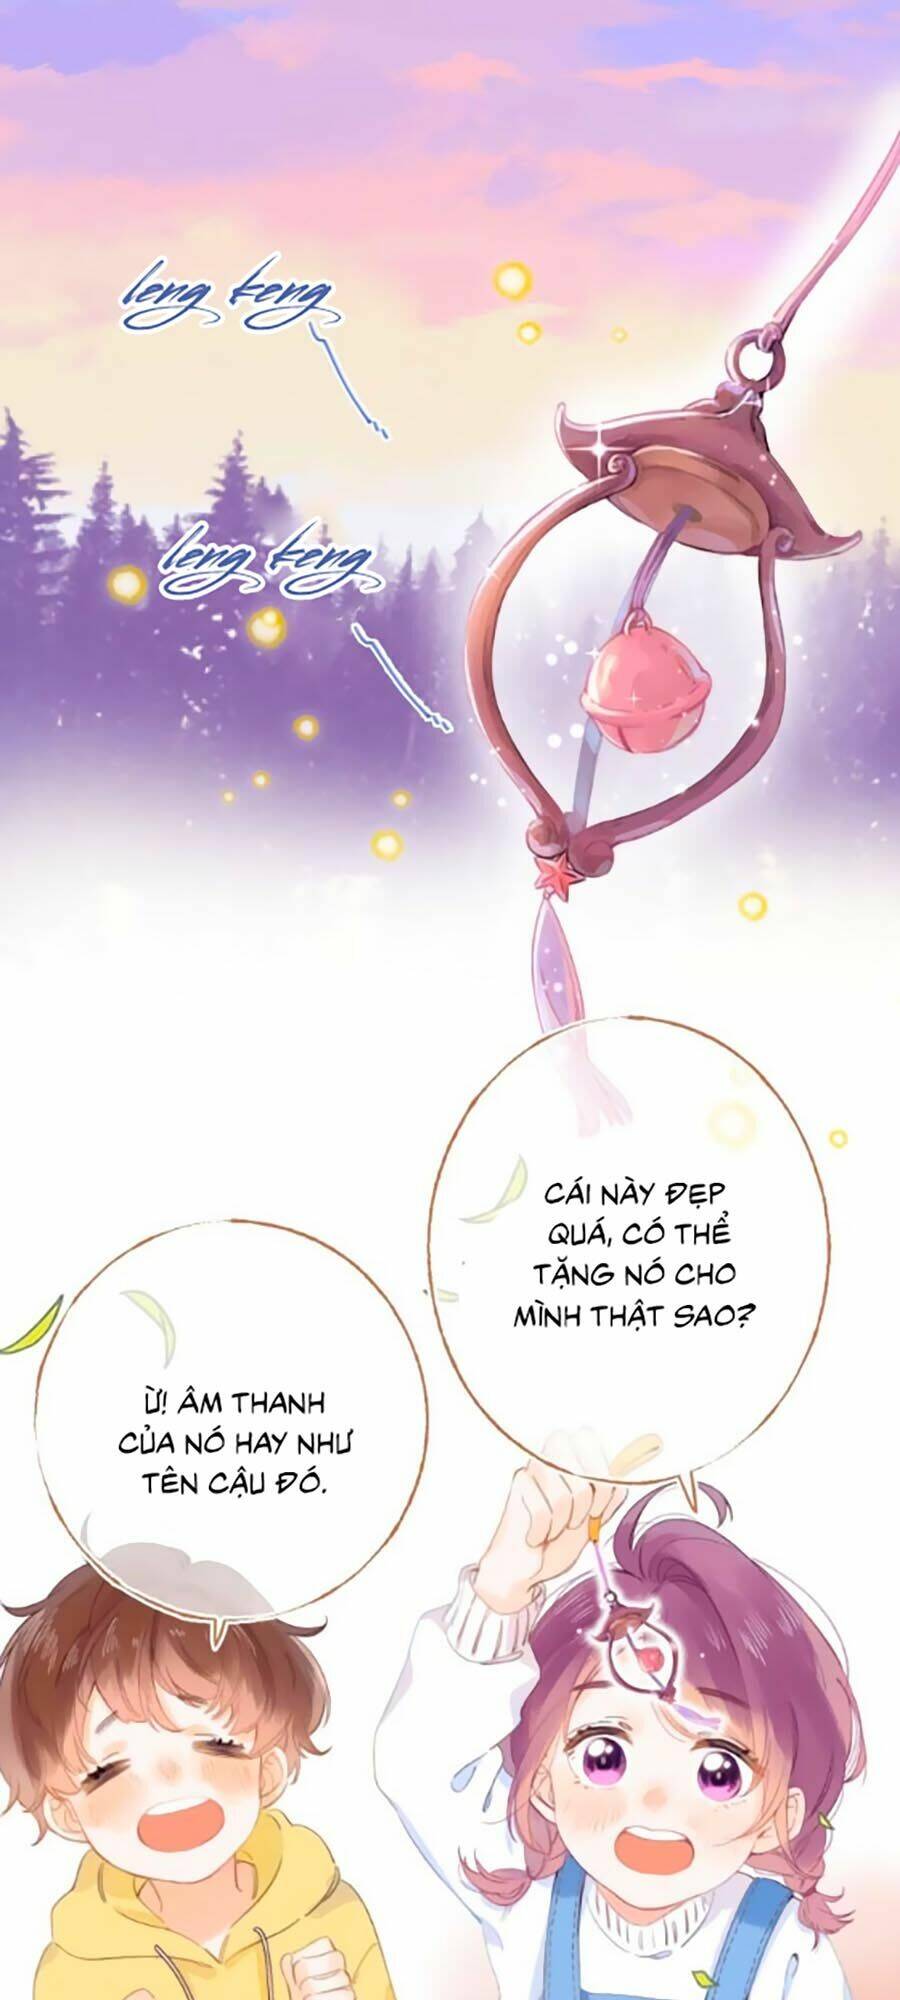 leng keng
leng keng
CÁI NÀY ĐẸP
QUÁ, CÓ THỂ
TẶNG NÓ CHO
MÌNH THẬT SAO?
Ừ! ÂM THANH
CỦA NÓ HAY NHƯ
TÊN CẬU ĐÓ.